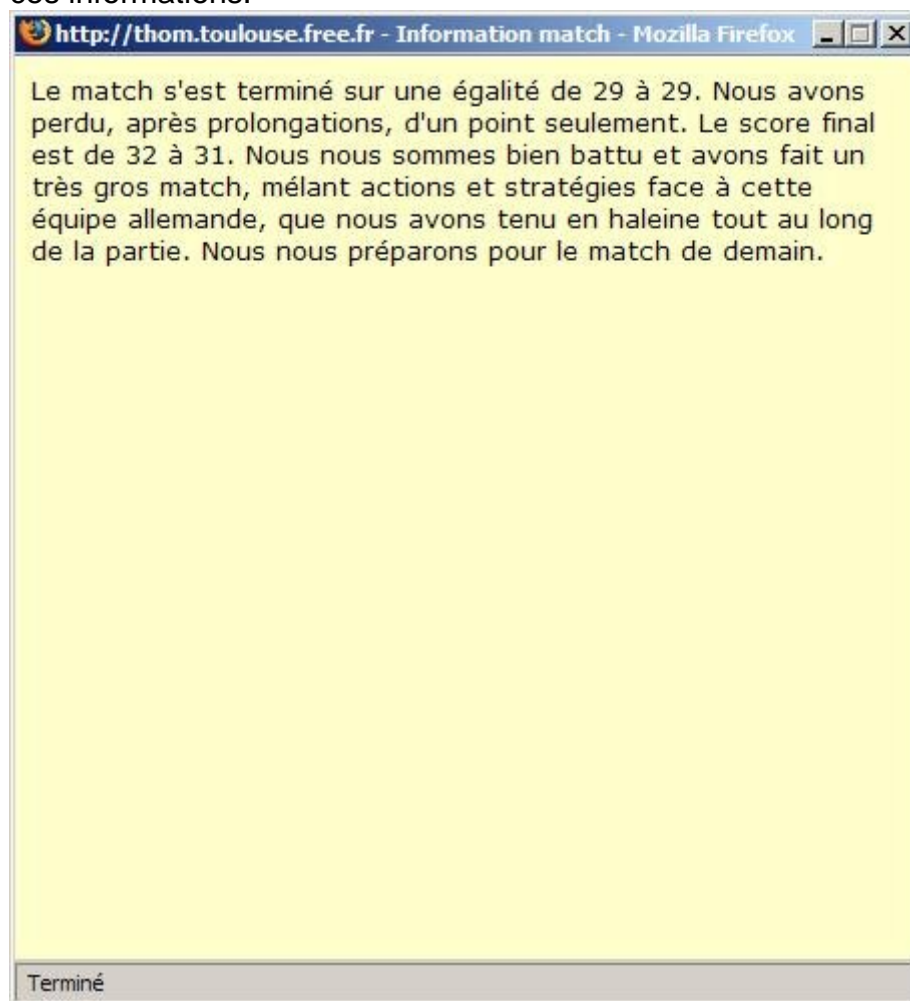 ces informations.
http://thom.toulouse.free.fr - Information match - Mozilla Firefox
Le match s'est terminé sur une égalité de 29 à 29. Nous avons
perdu, après prolongations, d'un point seulement. Le score final
est de 32 à 31. Nous nous sommes bien battu et avons fait un
très gros match, mélant actions et stratégies face à cette
équipe allemande, que nous avons tenu en haleine tout au long
de la partie. Nous nous préparons pour le match de demain.
Terminé